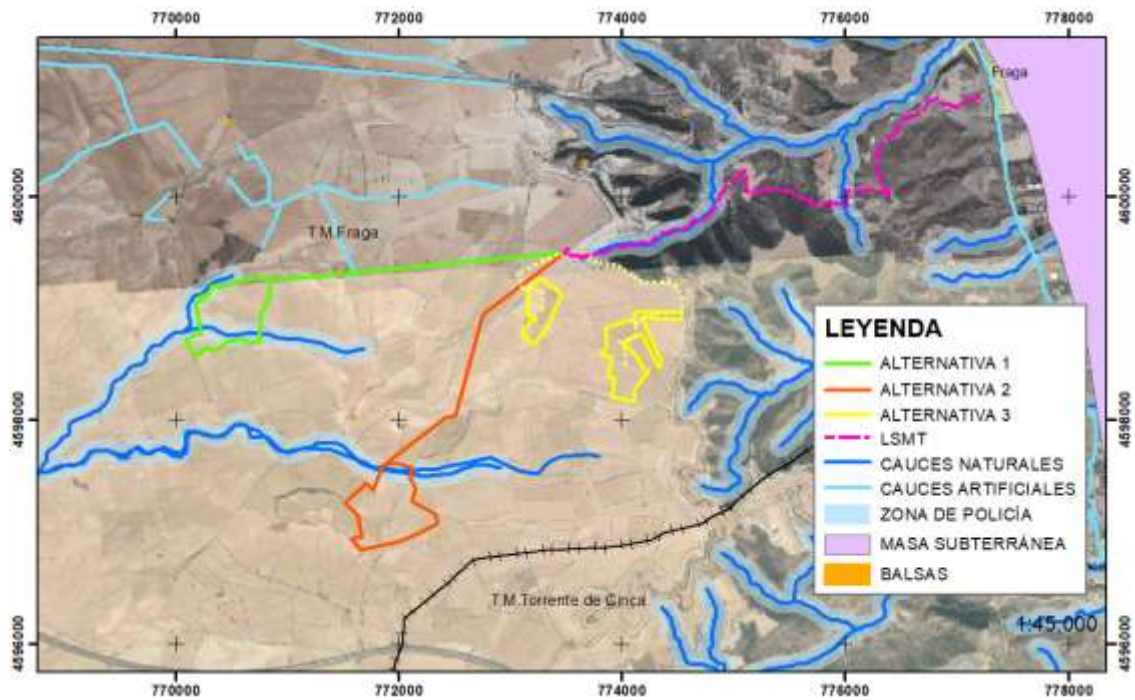 770000 772000 774000 776000 778000
Fraga
4600000 4600000
T.M Fraga
LEYENDA
ALTERNATIVA 1
ALTERNATIVA 2
ALTERNATIVA 3
LSMT
CAUCES NATURALES
CAUCES ARTIFICIALES
ZONA DE POLICÍA
MASA SUBTERRÁNEA
BALSAS
4598000 4598000
T.M.Torrente de Cinca
1:45.000
4596000 4596000
770000 772000 774000 776000 778000